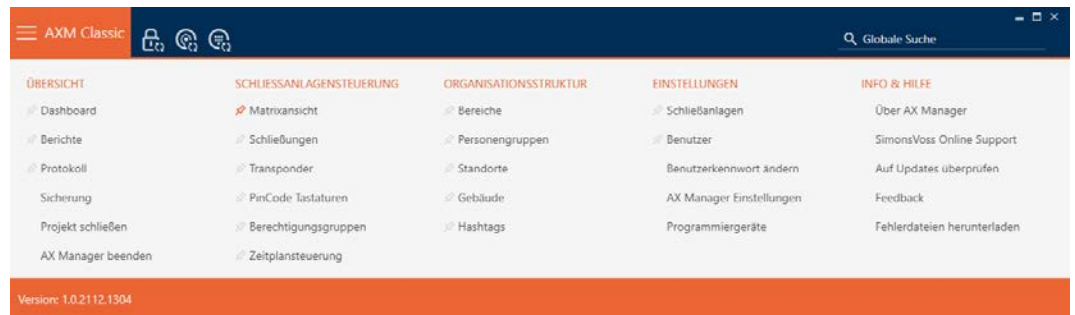 AXM Classic
Globale Suche
ÜBERSICHT
Dashboard
Berichte
Protokoll
Sicherung
Projekt schließen
AX Manager beenden
SCHLIESSANLAGENSTEUERUNG
Matrixansicht
Schließungen
Transponder
PinCode Tastaturen
Berechtigungsgruppen
Zeitplansteuerung
ORGANISATIONSSTRUKTUR
Bereiche
Personengruppen
Standorte
Gebäude
Hashtags
EINSTELLUNGEN
Schließanlagen
Benutzer
Benutzerkennwort ändern
AX Manager Einstellungen
Programmiergeräte
INFO & HILFE
Über AX Manager
SimonsVoss Online Support
Auf Updates überprüfen
Feedback
Fehlerdateien herunterladen
Version: 1.0.2112.1304